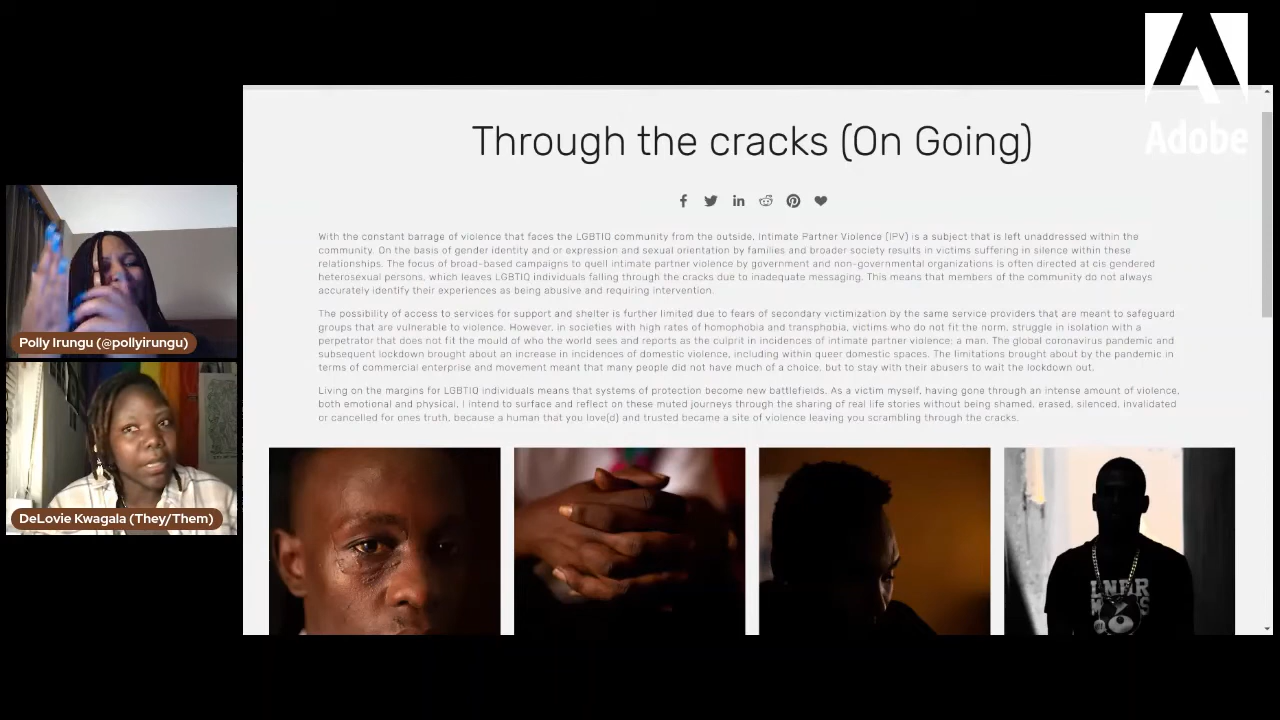 Adobe
Through the cracks (On Going)
With the constant barrage of violence that faces the LGBTIQ community from the outside, Intimate Partner Violence (IPV) is a subject that is left unaddressed within the
community. On the basis of gender identity and or expression and sexual orientation by families and broader society results in victims suffering in silence within these
relationships. The focus of broad-based campaigns to quell intimate partner violence by government and non-governmental organizations is often directed at cis gendered
heterosexual persons, which leaves LGBTIQ individuals falling through the cracks due to inadequate messaging. This means that members of the community do not always
accurately identify their experiences as being abusive and requiring intervention.
The possibility of access to services for support and shelter is further limited due to fears of secondary victimization by the same service providers that are meant to safeguard
groups that are vulnerable to violence. However, in societies with high rates of homophobia and transphobia, victims who do not fit the norm, struggle in isolation with a
perpetrator that does not fit the mould of who the world sees and reports as the culprit in incidences of intimate partner violence: a man. The global coronavirus pandemic and
subsequent lockdown brought about an increase in incidences of domestic violence, including within queer domestic spaces. The limitations brought about by the pandemic in
terms of commercial enterprise and movement meant that many people did not have much of a choice, but to stay with their abusers to wait the lockdown out.
Living on the margins for LGBTIQ individuals means that systems of protection become new battlefields. As a victim myself, having gone through an intense amount of violence,
both emotional and physical, I intend to surface and reflect on these muted journeys through the sharing of real life stories without being shamed, erased, silenced, invalidated
or cancelled for ones truth, because a human that you love(d) and trusted became a site of violence leaving you scrambling through the cracks.
Polly Irungu (@pollyirungu)
DeLovie Kwagala (They/Them)